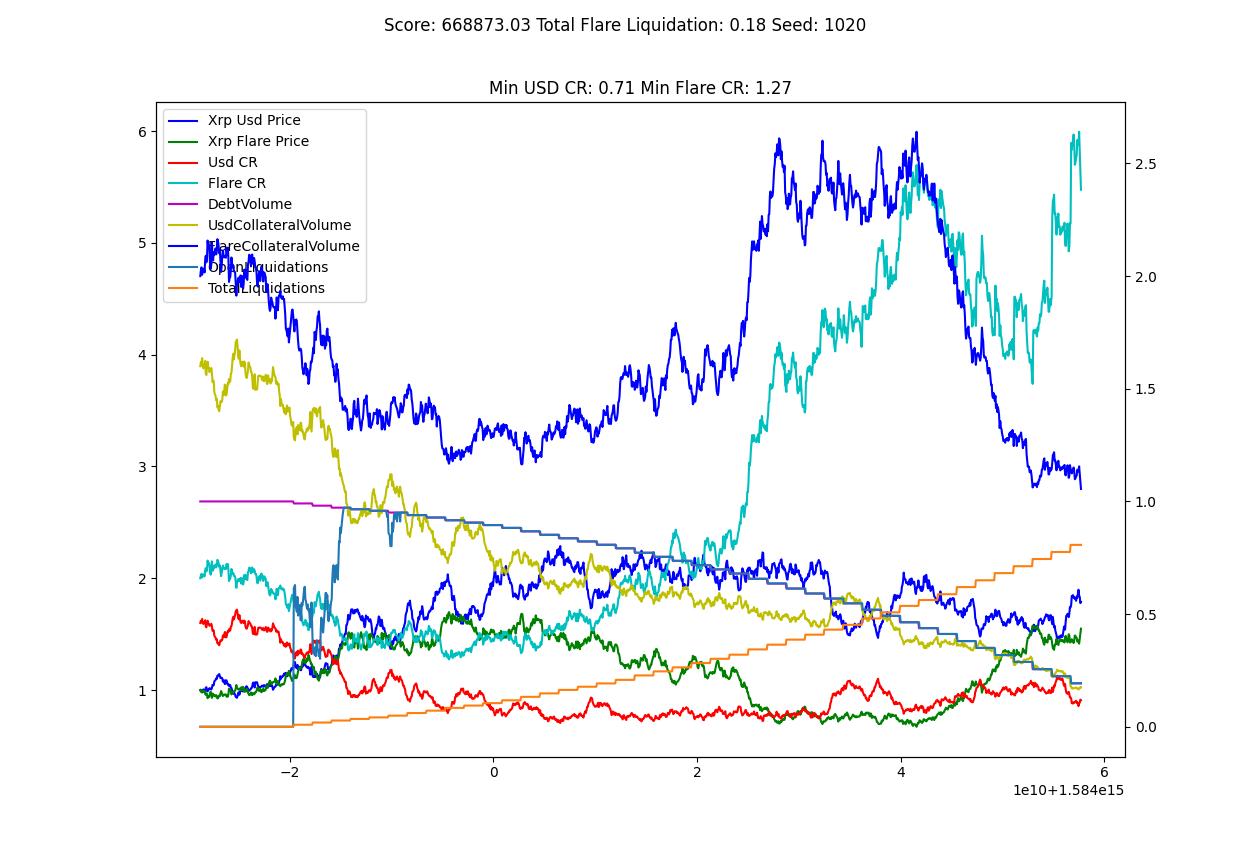 Score: 668873.03 Total Flare Liquidation: 0.18 Seed: 1020
Min USD CR: 0.71 Min Flare CR: 1.27
Xrp Usd Price
Xrp Flare Price
Usd CR
Flare CR
DebtVolume
UsdCollateralVolume
FlareCollateralVolume
OpenLiquidations
TotalLiquidations
6
5
4
3
2
1
2.5
2.0
1.5
1.0
0.5
0.0
−2
0
2
4
6
1e10+1.584e15